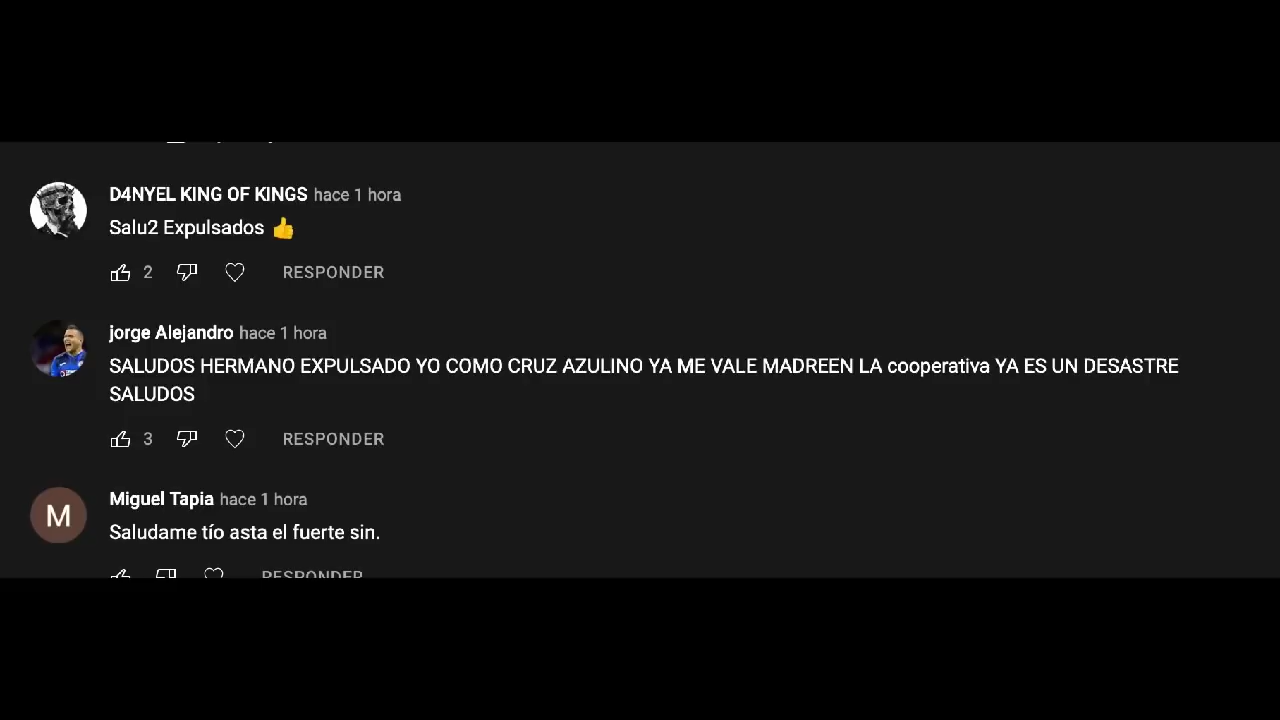 D4NYEL KING OF KINGS hace 1 hora
Salu2 Expulsados 👍
2 RESPONDER
jorge Alejandro hace 1 hora
SALUDOS HERMANO EXPULSADO YO COMO CRUZ AZULINO YA ME VALE MADREEN LA cooperativa YA ES UN DESASTRE
SALUDOS
3 RESPONDER
M
Miguel Tapia hace 1 hora
Saludame tío asta el fuerte sin.
RESPONDER